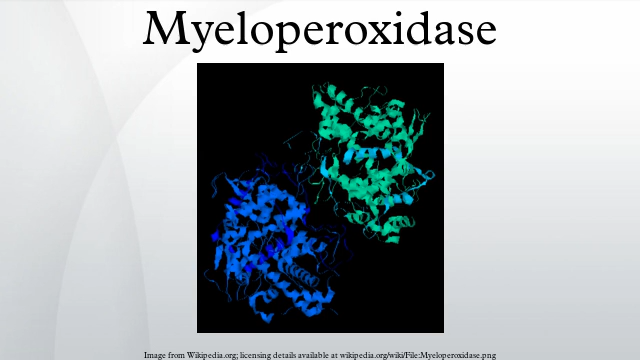 Myeloperoxidase
Image from Wikipedia.org; licensing details available at wikipedia.org/wiki/File:Myeloperoxidase.png